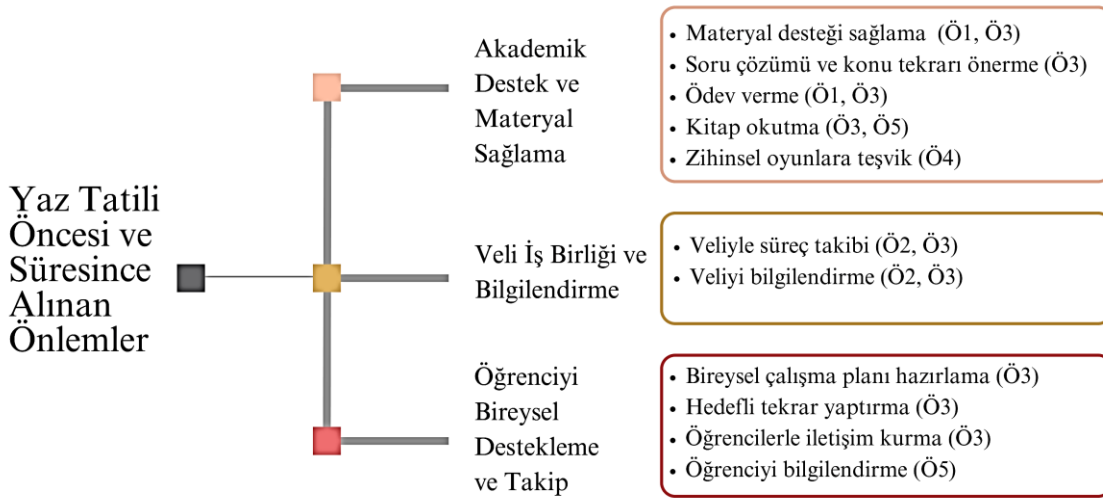 Yaz Tatili
Öncesi ve
Süresince
Alınan
Önlemler
Akademik
Destek ve
Materyal
Sağlama
• Materyal desteği sağlama (Ö1, Ö3)
• Soru çözümü ve konu tekrarı önerme (Ö3)
• Ödev verme (Ö1, Ö3)
• Kitap okutma (Ö3, Ö5)
• Zihinsel oyunlara teşvik (Ö4)
Veli İş Birliği ve
Bilgilendirme
• Veliyle süreç takibi (Ö2, Ö3)
• Veliyi bilgilendirme (Ö2, Ö3)
Öğrenciyi
Bireysel
Destekleme
ve Takip
• Bireysel çalışma planı hazırlama (Ö3)
• Hedefli tekrar yaptırma (Ö3)
• Öğrencilerle iletişim kurma (Ö3)
• Öğrenciyi bilgilendirme (Ö5)